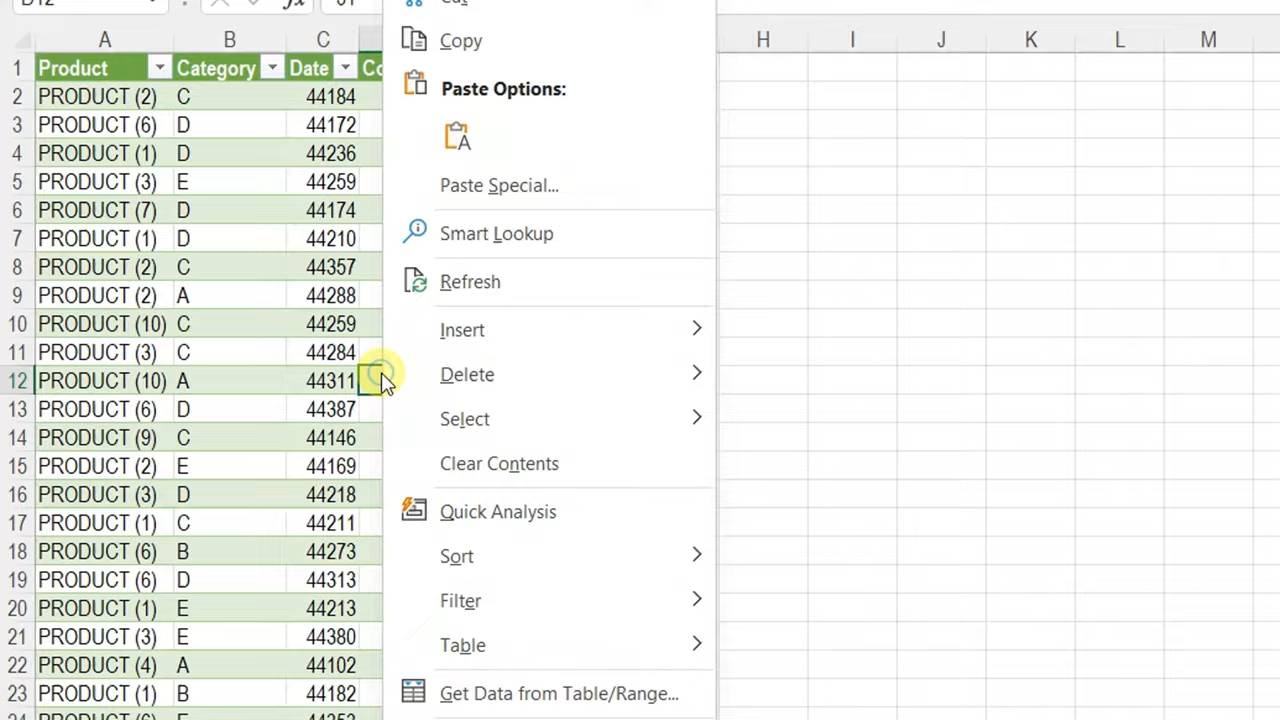 D12 fx 61
Cut
Copy
Paste Options:
A
Paste Special...
Smart Lookup
Refresh
Insert
Delete
Select
Clear Contents
Quick Analysis
Sort
Filter
Table
Get Data from Table/Range...
A B C H I J K L M
1 Product Category Date Co
2 PRODUCT (2) C 44184
3 PRODUCT (6) D 44172
4 PRODUCT (1) D 44236
5 PRODUCT (3) E 44259
6 PRODUCT (7) D 44174
7 PRODUCT (1) D 44210
8 PRODUCT (2) C 44357
9 PRODUCT (2) A 44288
10 PRODUCT (10) C 44259
11 PRODUCT (3) C 44284
12 PRODUCT (10) A 44311
13 PRODUCT (6) D 44387
14 PRODUCT (9) C 44146
15 PRODUCT (2) E 44169
16 PRODUCT (3) D 44218
17 PRODUCT (1) C 44211
18 PRODUCT (6) B 44273
19 PRODUCT (6) D 44313
20 PRODUCT (1) E 44213
21 PRODUCT (3) E 44380
22 PRODUCT (4) A 44102
23 PRODUCT (1) B 44182